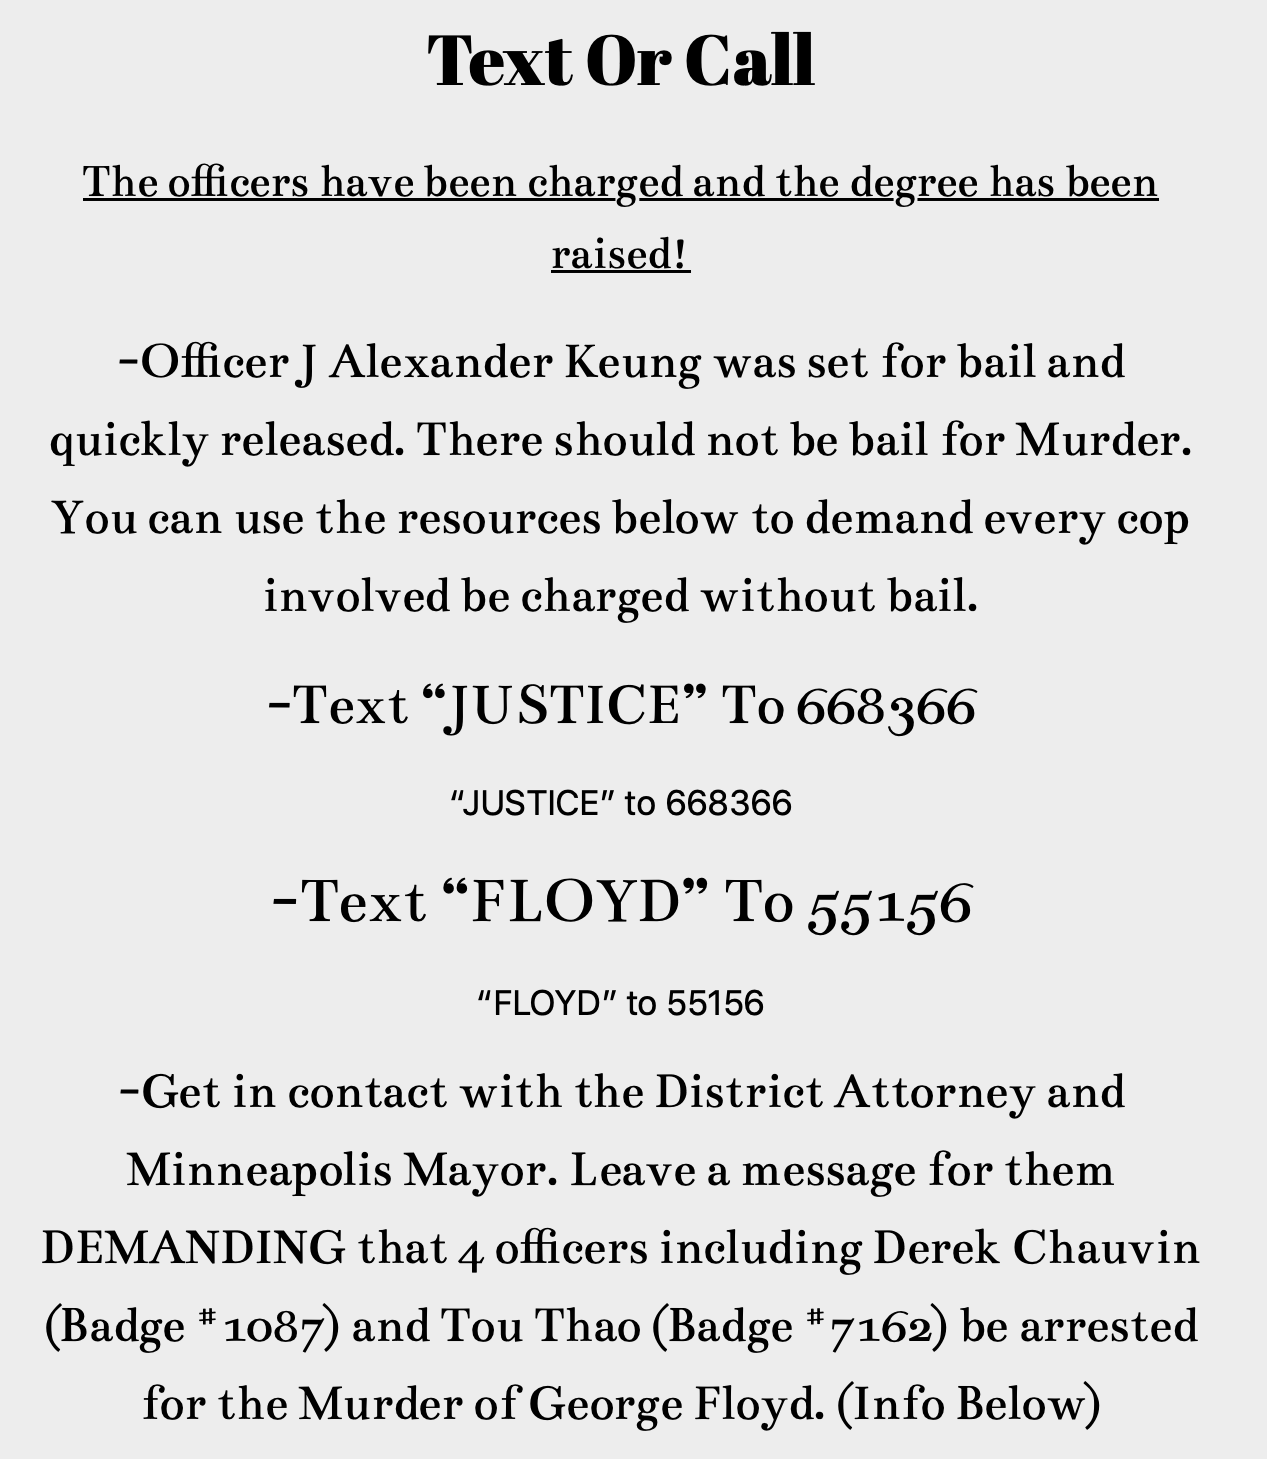 Text Or Call
The officers have been charged and the degree has been
raised!
-Officer J Alexander Keung was set for bail and
quickly released. There should not be bail for Murder.
You can use the resources below to demand every cop
involved be charged without bail.
-Text “JUSTICE” To 668366
“JUSTICE” to 668366
-Text “FLOYD” To 55156
“FLOYD” to 55156
-Get in contact with the District Attorney and
Minneapolis Mayor. Leave a message for them
DEMANDING that 4 officers including Derek Chauvin
(Badge #1087) and Tou Thao (Badge #7162) be arrested
for the Murder of George Floyd. (Info Below)